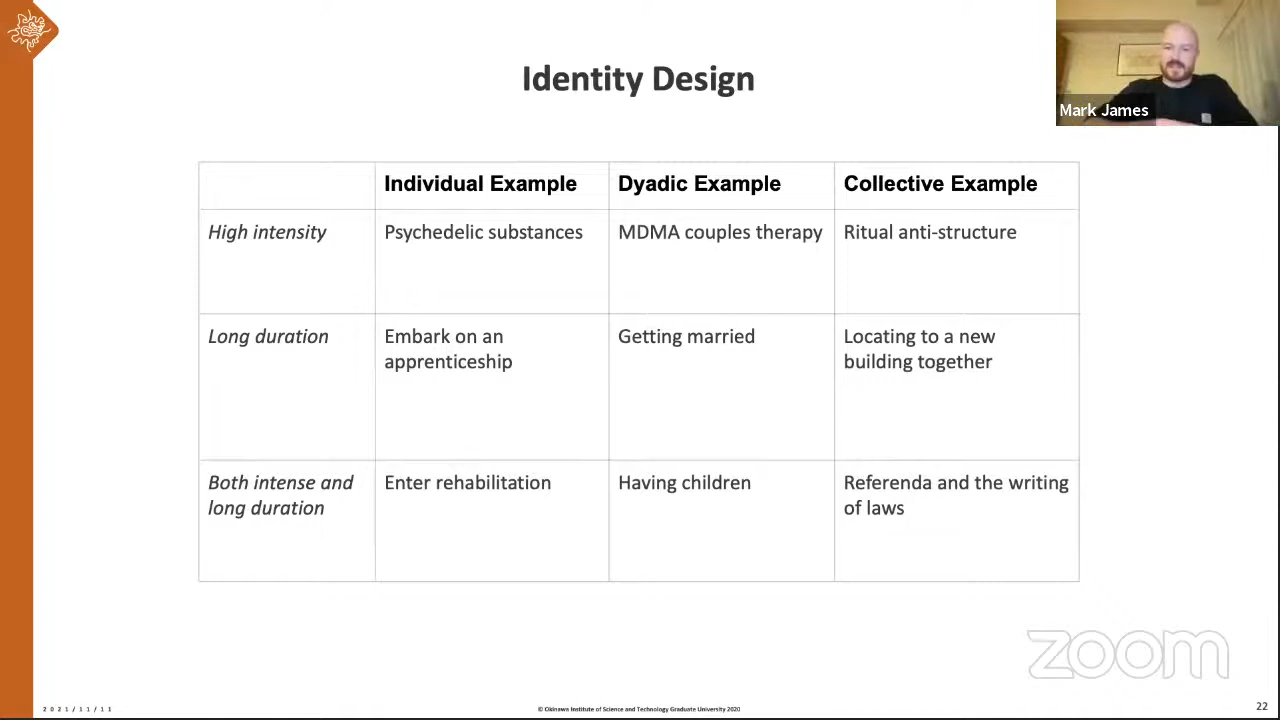 Identity Design
Mark James
Individual Example
Dyadic Example
Collective Example
High intensity
Psychedelic substances
MDMA couples therapy
Ritual anti-structure
Long duration
Embark on an
apprenticeship
Getting married
Locating to a new
building together
Both intense and
long duration
Enter rehabilitation
Having children
Referenda and the writing
of laws
zoom
2021/11/11
© Okinawa Institute of Science and Technology Graduate University 2020
22